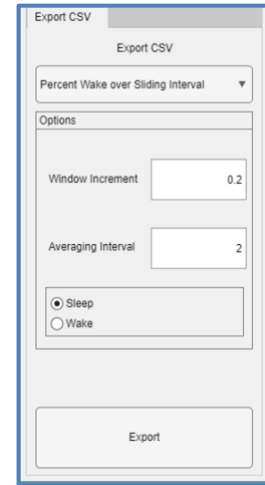 Export CSV
Export CSV
Percent Wake over Sliding Interval
Options
Window Increment 0.2
Averaging Interval 2
Sleep
Wake
Export